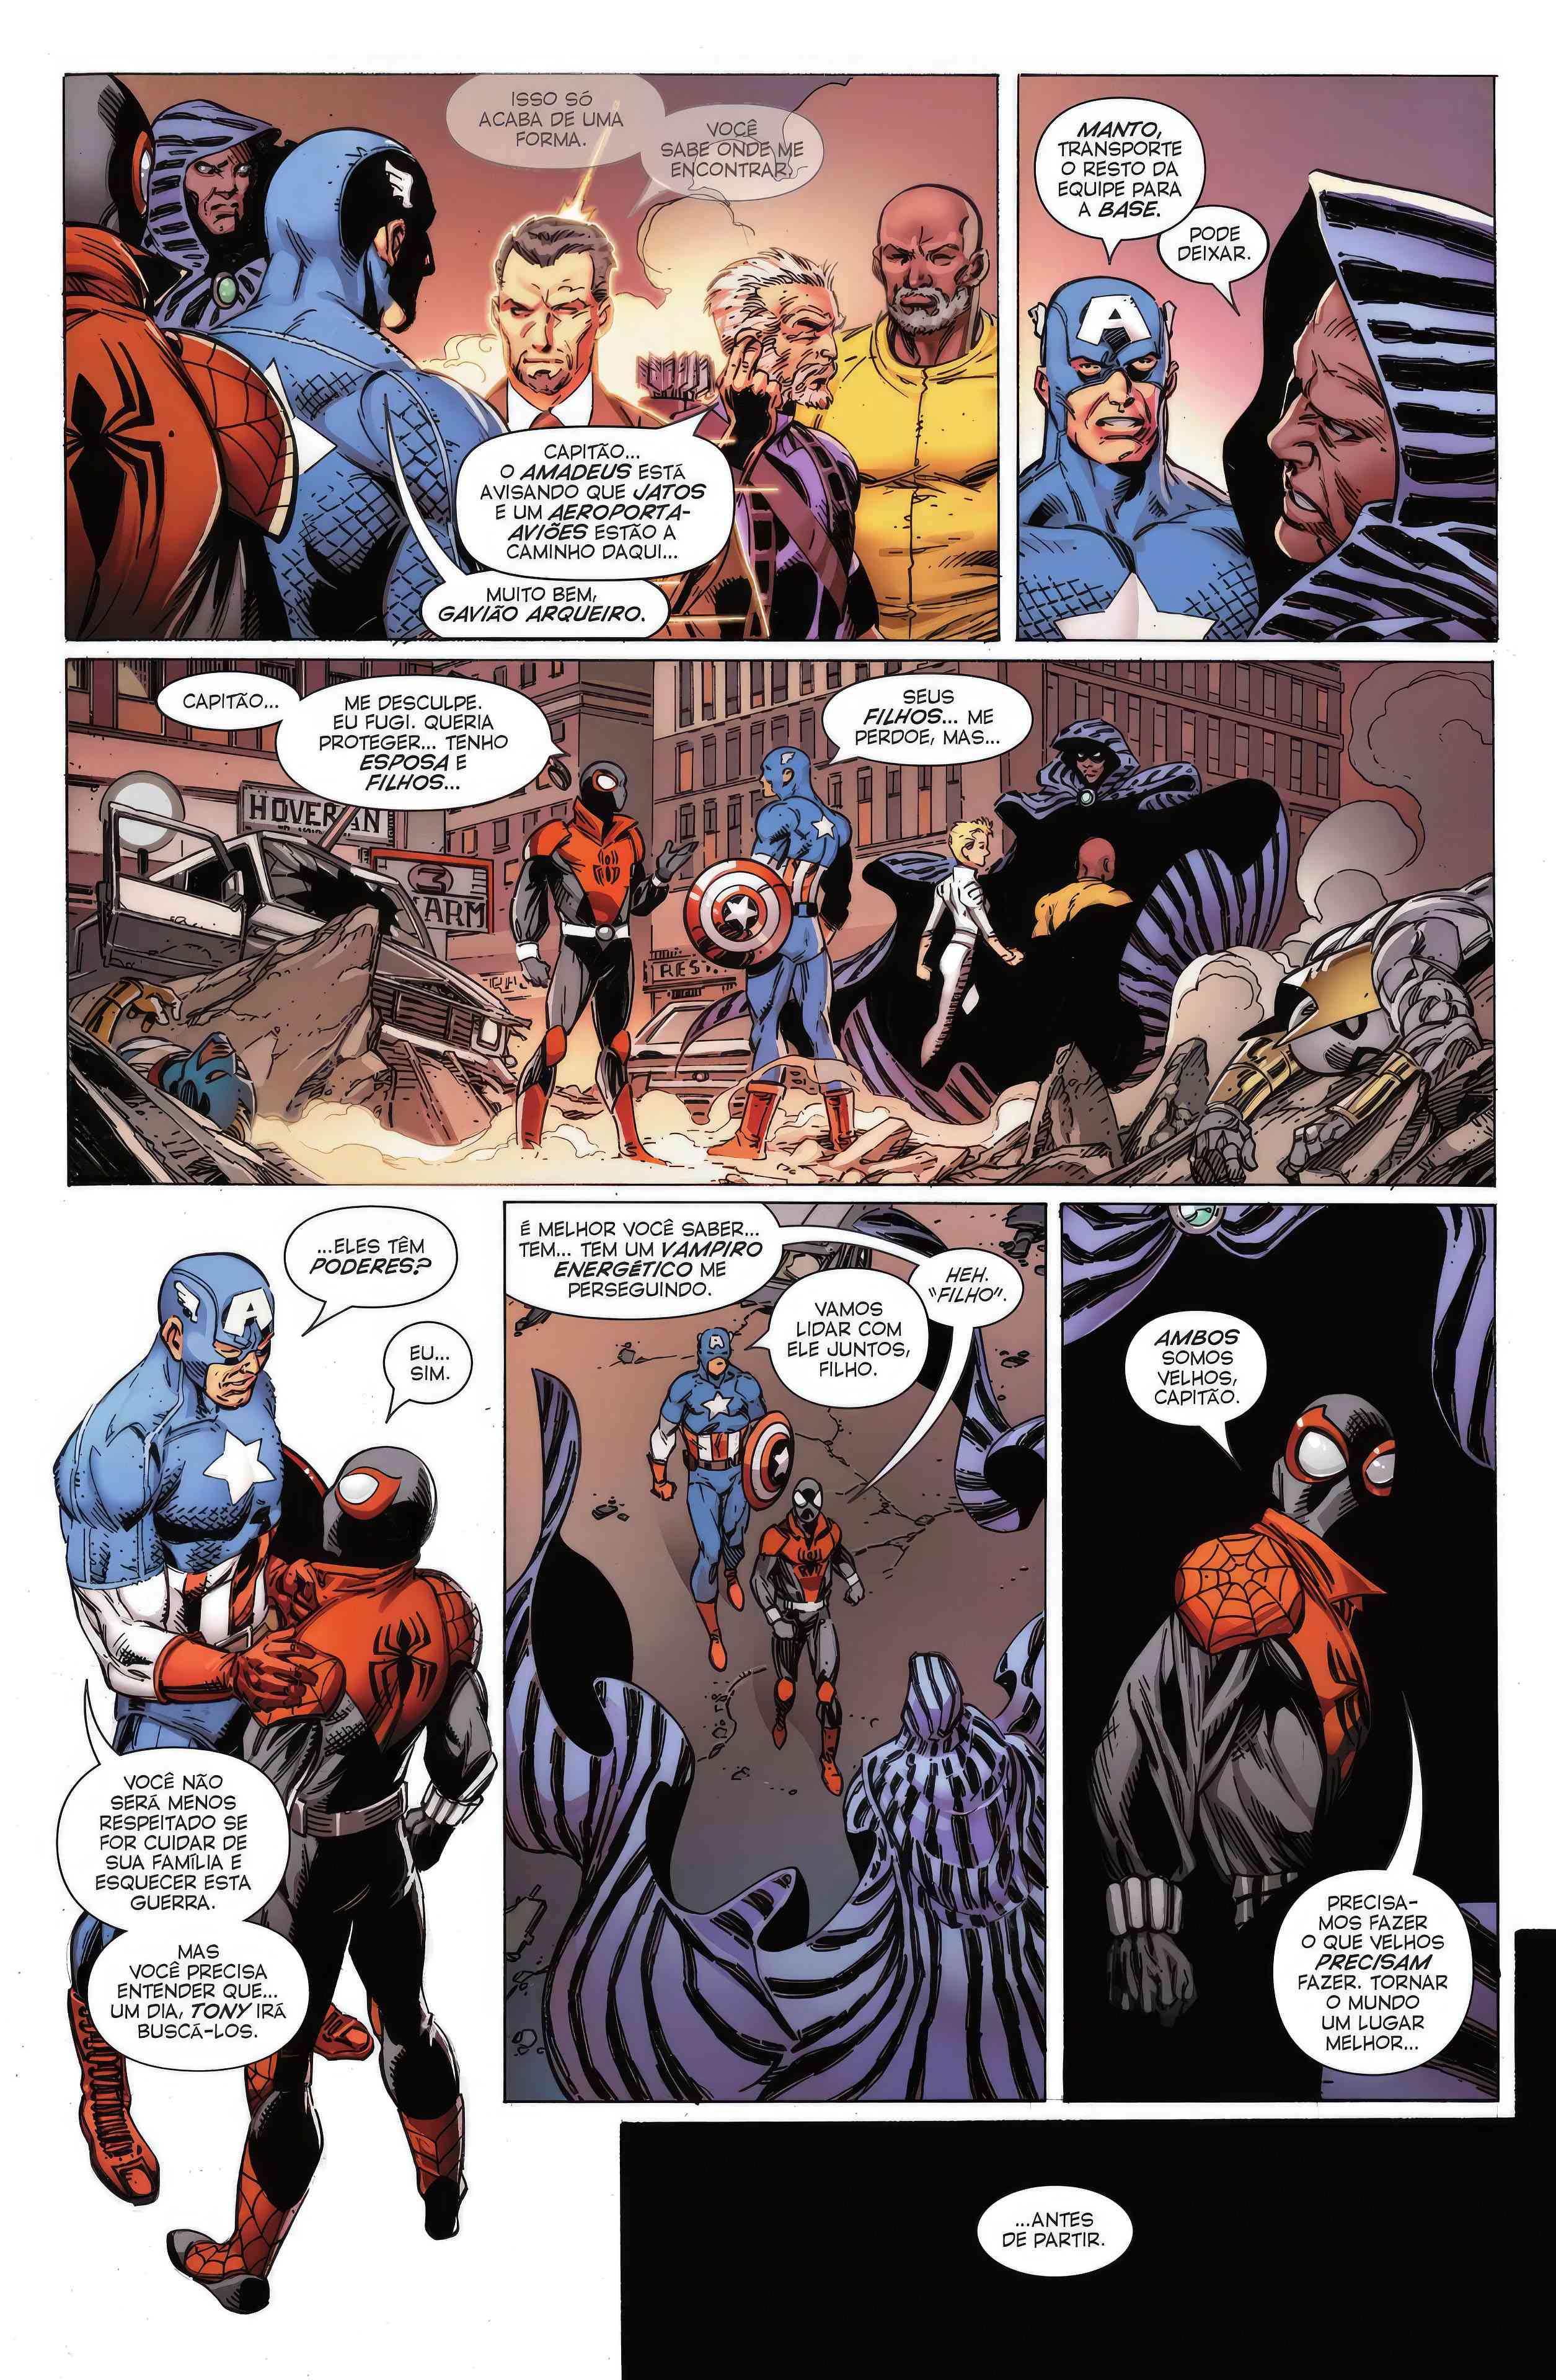 ISSO SÓ
ACABA DE UMA
FORMA.
VOCÊ
SABE ONDE ME
ENCONTRAR.
CAPITÃO...
O AMADEUS ESTÁ
AVISANDO QUE JATOS
E UM AEROPORTA-
AVIÕES ESTÃO A
CAMINHO DAQUI...
MUITO BEM,
GAVIÃO ARQUEIRO.
MANTO,
TRANSPORTE
O RESTO DA
EQUIPE PARA
A BASE.
PODE
DEIXAR.
CAPITÃO...
ME DESCULPE.
EU FUGI. QUERIA
PROTEGER... TENHO
ESPOSA E
FILHOS...
SEUS
FILHOS... ME
PERDOE, MAS...
...ELES TÊM
PODERES?
EU...
SIM.
VOCÊ NÃO
SERÁ MENOS
RESPEITADO SE
FOR CUIDAR DE
SUA FAMÍLIA E
ESQUECER ESTA
GUERRA.
MAS
VOCÊ PRECISA
ENTENDER QUE...
UM DIA, TONY IRÁ
BUSCÁ-LOS.
É MELHOR VOCÊ SABER...
TEM... TEM UM VAMPIRO
ENERGÉTICO ME
PERSEGUINDO.
VAMOS
LIDAR COM
ELE JUNTOS,
FILHO.
HEH.
"FILHO".
AMBOS
SOMOS
VELHOS,
CAPITÃO.
PRECISA-
MOS FAZER
O QUE VELHOS
PRECISAM
FAZER. TORNAR
O MUNDO
UM LUGAR
MELHOR...
...ANTES
DE PARTIR.